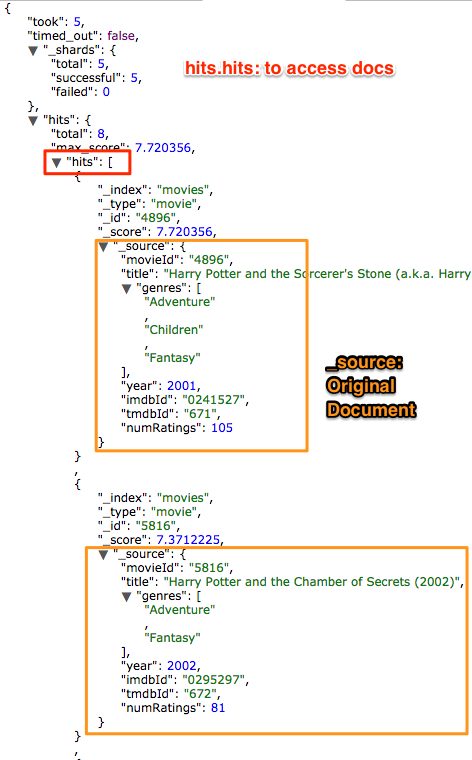 {
"took": 5,
"timed_out": false,
▼ "_shards": {
"total": 5,
"successful": 5,
"failed": 0
},
hits.hits: to access docs
▼ "hits": {
"total": 8,
"max_score": 7.720356,
▼ "hits": [
{
"_index": "movies",
"_type": "movie",
"_id": "4896",
"_score": 7.720356,
▼ "_source": {
"movieId": "4896",
"title": "Harry Potter and the Sorcerer's Stone (a.k.a. Harry
▼ "genres": [
"Adventure"
,
"Children"
,
"Fantasy"
],
"year": 2001,
"imdbId": "0241527",
"tmdbId": "671",
"numRatings": 105
}
}
,
_source:
Original
Document
{
"_index": "movies",
"_type": "movie",
"_id": "5816",
"_score": 7.3712225,
▼ "_source": {
"movieId": "5816",
"title": "Harry Potter and the Chamber of Secrets (2002)",
▼ "genres": [
"Adventure"
,
"Fantasy"
],
"year": 2002,
"imdbId": "0295297",
"tmdbId": "672",
"numRatings": 81
}
}
,